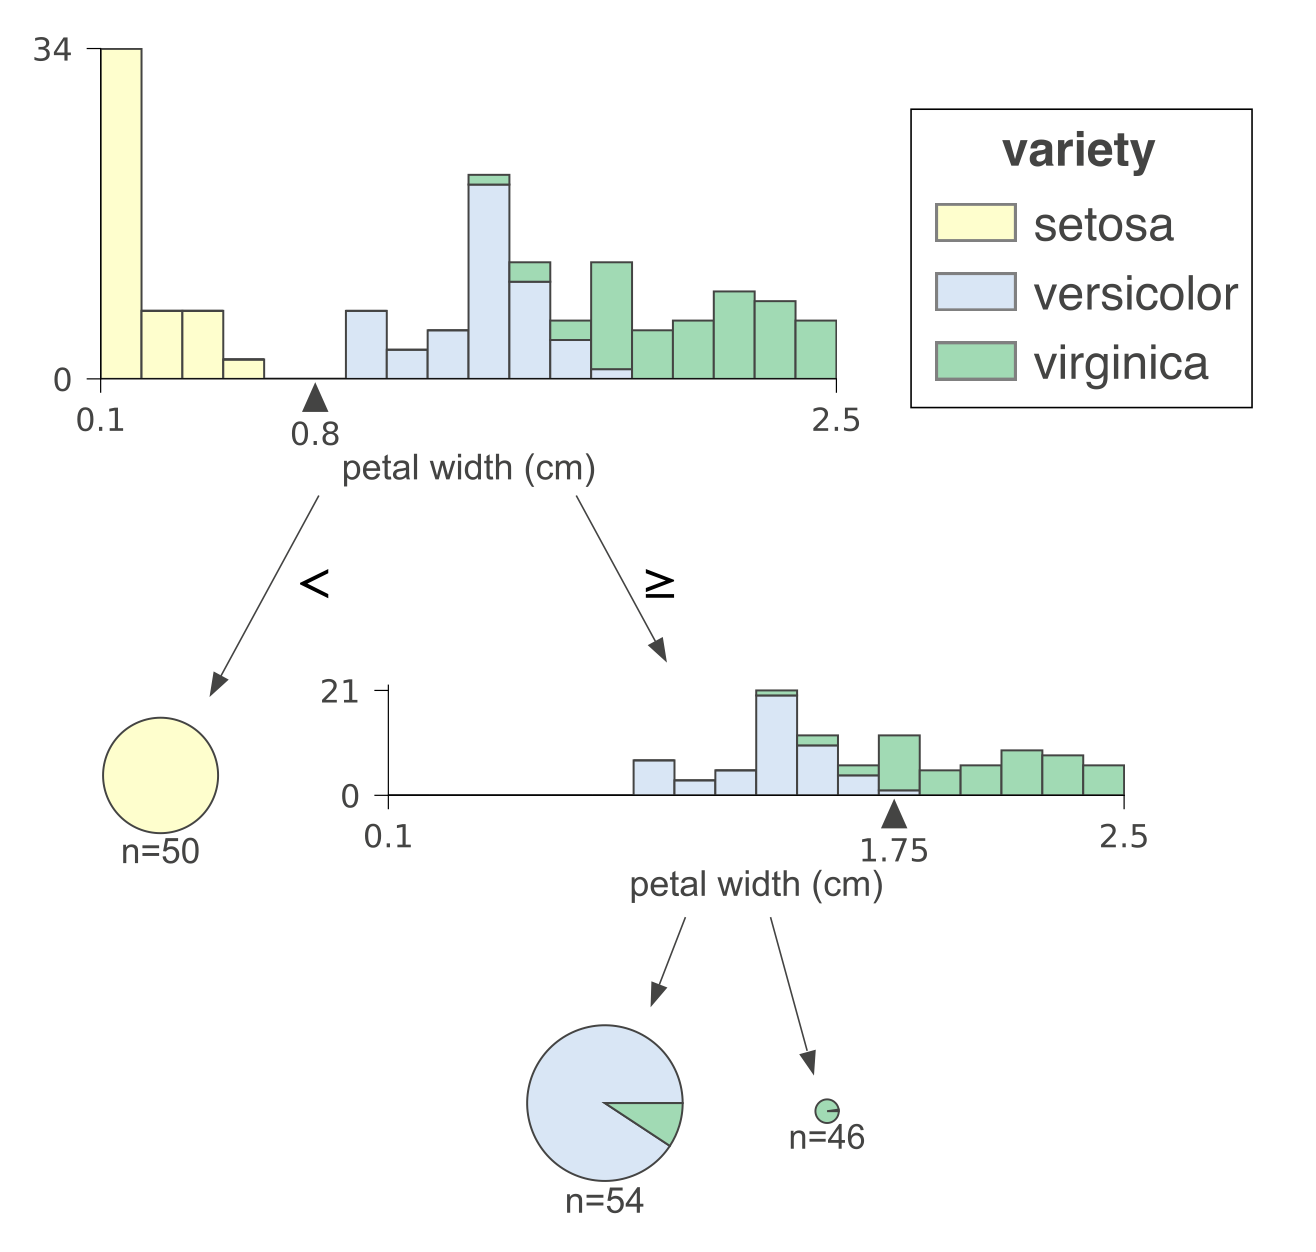 34
0
0.1
0.8
2.5
petal width (cm)
variety
setosa
versicolor
virginica
<
≥
n=50
21
0
0.1
1.75
2.5
petal width (cm)
n=54
n=46